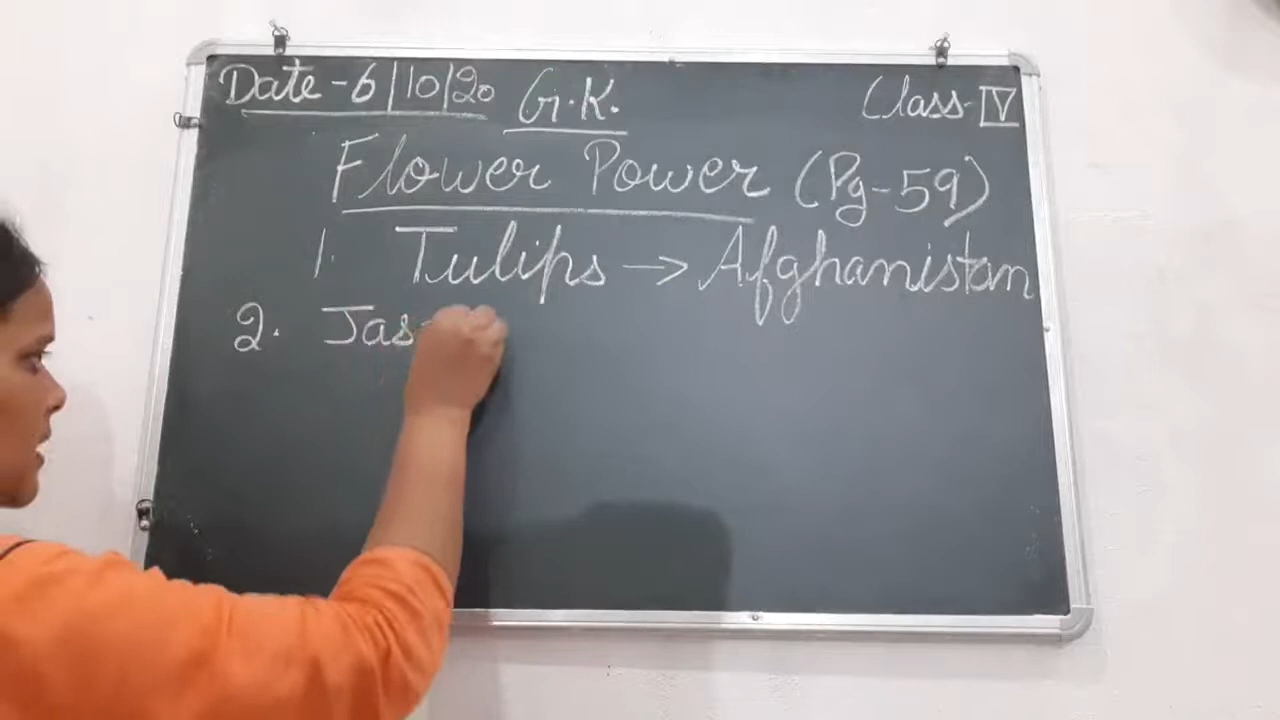 Date-6/10/20 G.K. Class-IV
Flower Power (Pg-59)
1. Tulips → Afghanistan
2. Jas